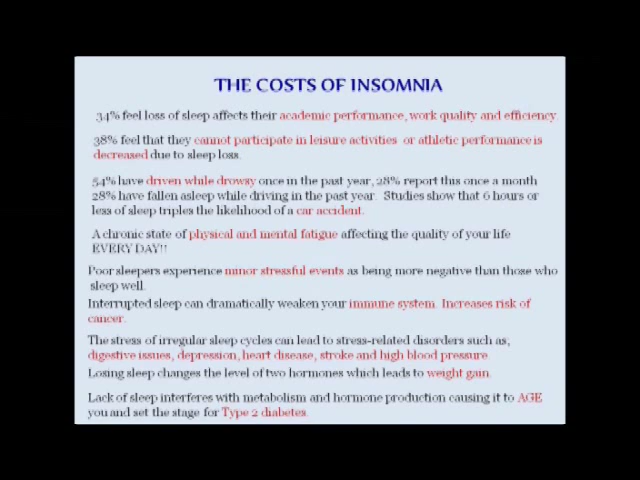 THE COSTS OF INSOMNIA
34% feel loss of sleep affects their academic performance, work quality and efficiency.
38% feel that they cannot participate in leisure activities or athletic performance is
decreased due to sleep loss.
54% have driven while drowsy once in the past year, 28% report this once a month
28% have fallen asleep while driving in the past year. Studies show that 6 hours or
less of sleep triples the likelihood of a car accident.
A chronic state of physical and mental fatigue affecting the quality of your life
EVERY DAY!!
Poor sleepers experience minor stressful events as being more negative than those who
sleep well.
Interrupted sleep can dramatically weaken your immune system. Increases risk of
cancer.
The stress of irregular sleep cycles can lead to stress-related disorders such as;
digestive issues, depression, heart disease, stroke and high blood pressure
Losing sleep changes the level of two hormones which leads to weight gain.
Lack of sleep interferes with metabolism and hormone production causing it to AGE
you and set the stage for Type 2 diabetes.